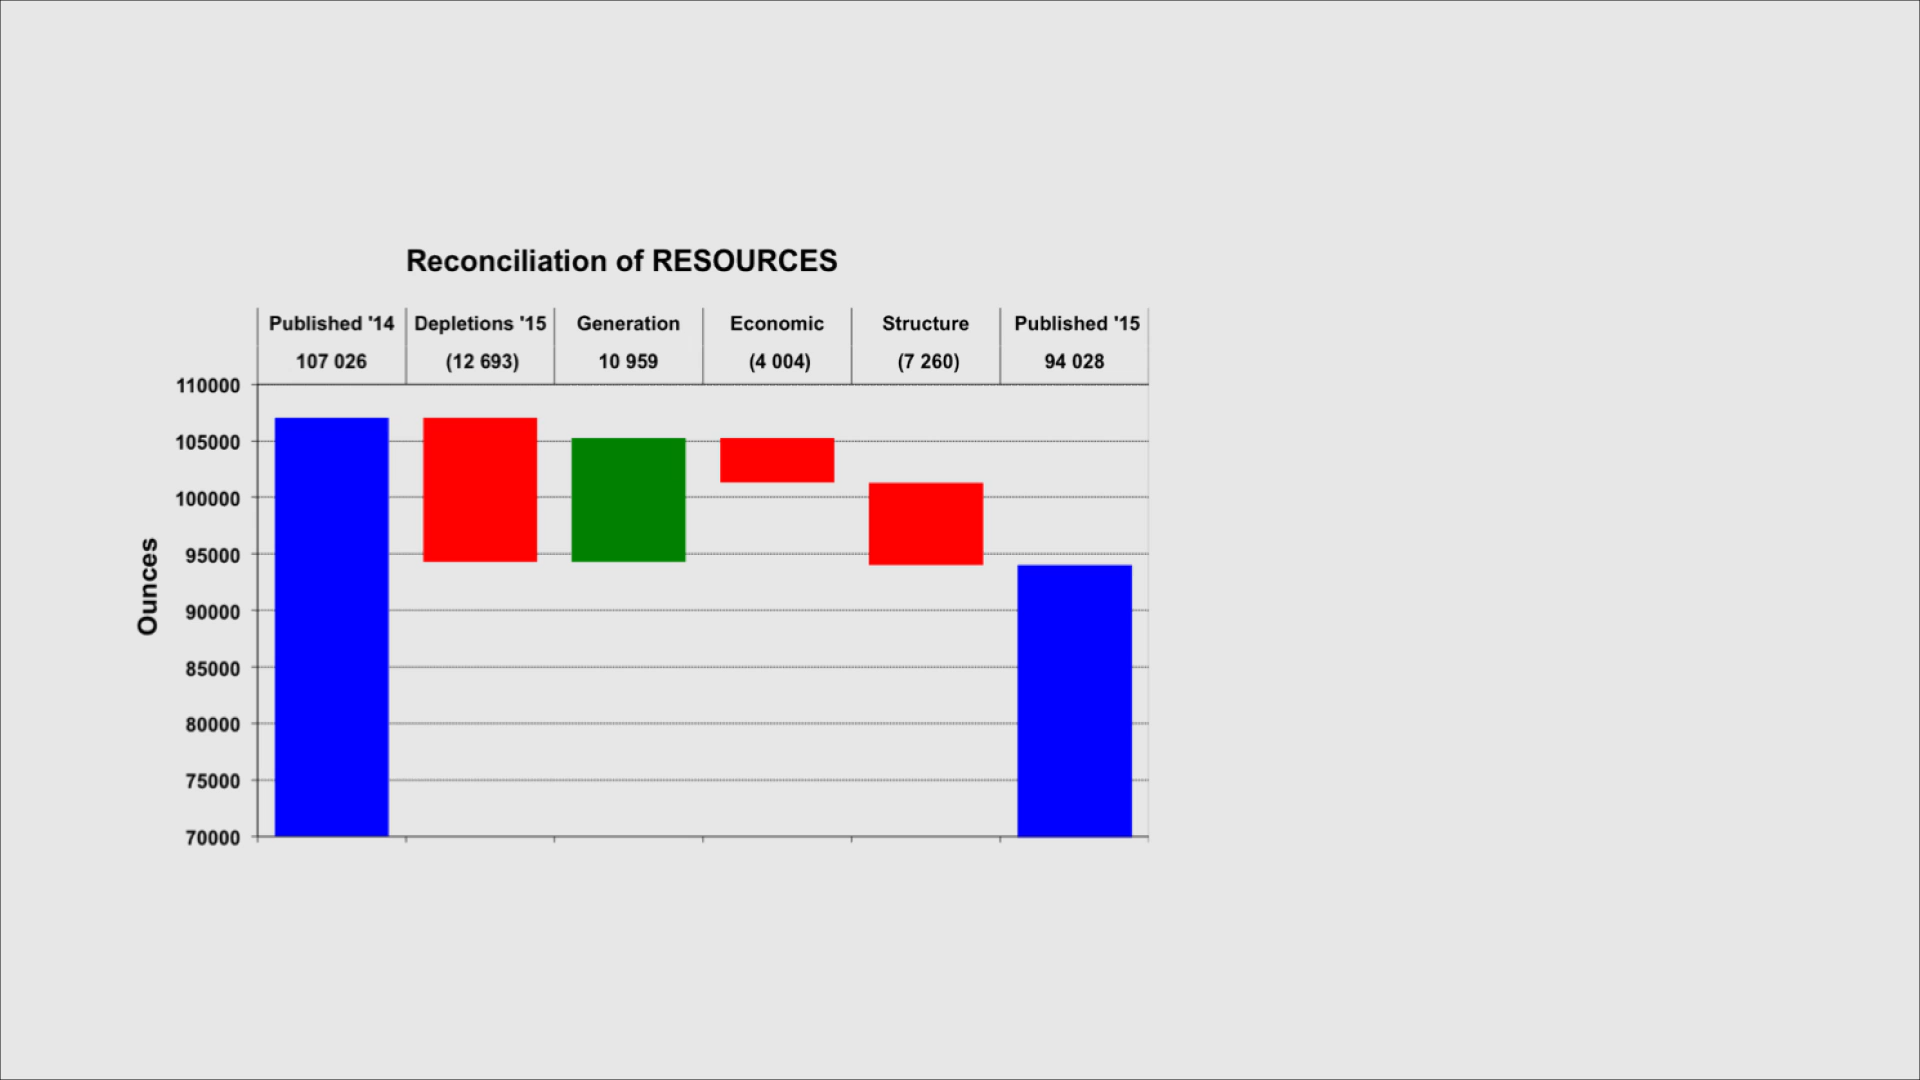 Reconciliation of RESOURCES
Published '14 Depletions '15 Generation Economic Structure Published '15
107 026 (12 693) 10 959 (4 004) (7 260) 94 028
110000
105000
100000
95000
90000
85000
80000
75000
70000
Ounces